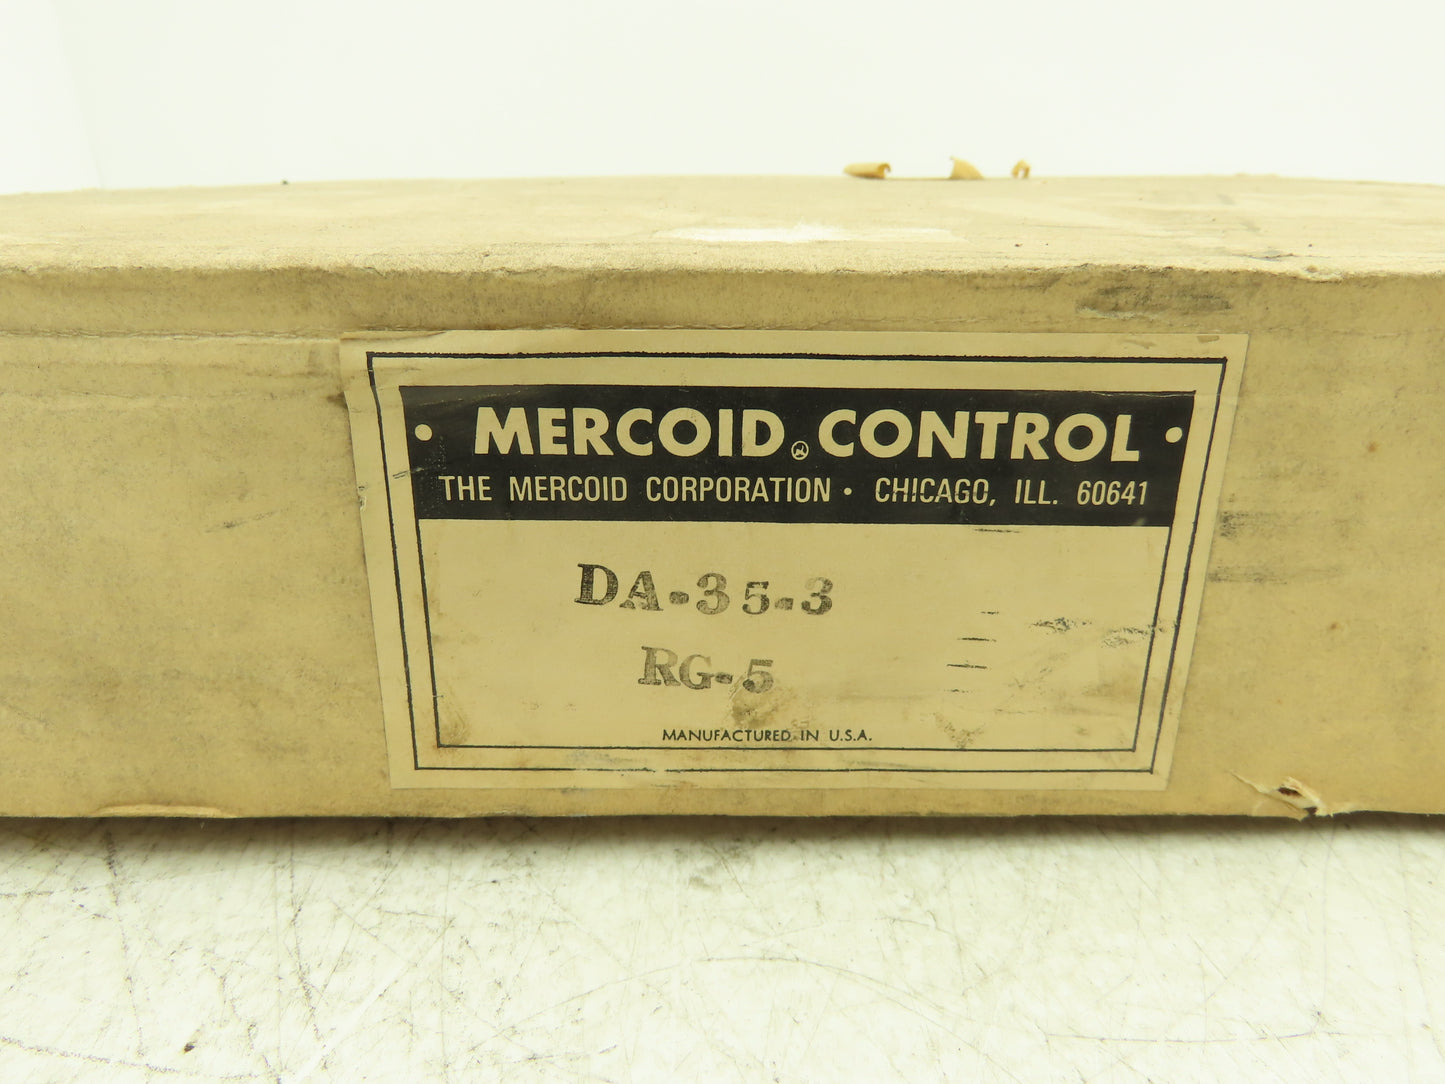 • MERCOID® CONTROL •
THE MERCOID CORPORATION • CHICAGO, ILL. 60641
DA-35-3
RG-5
MANUFACTURED IN U.S.A.